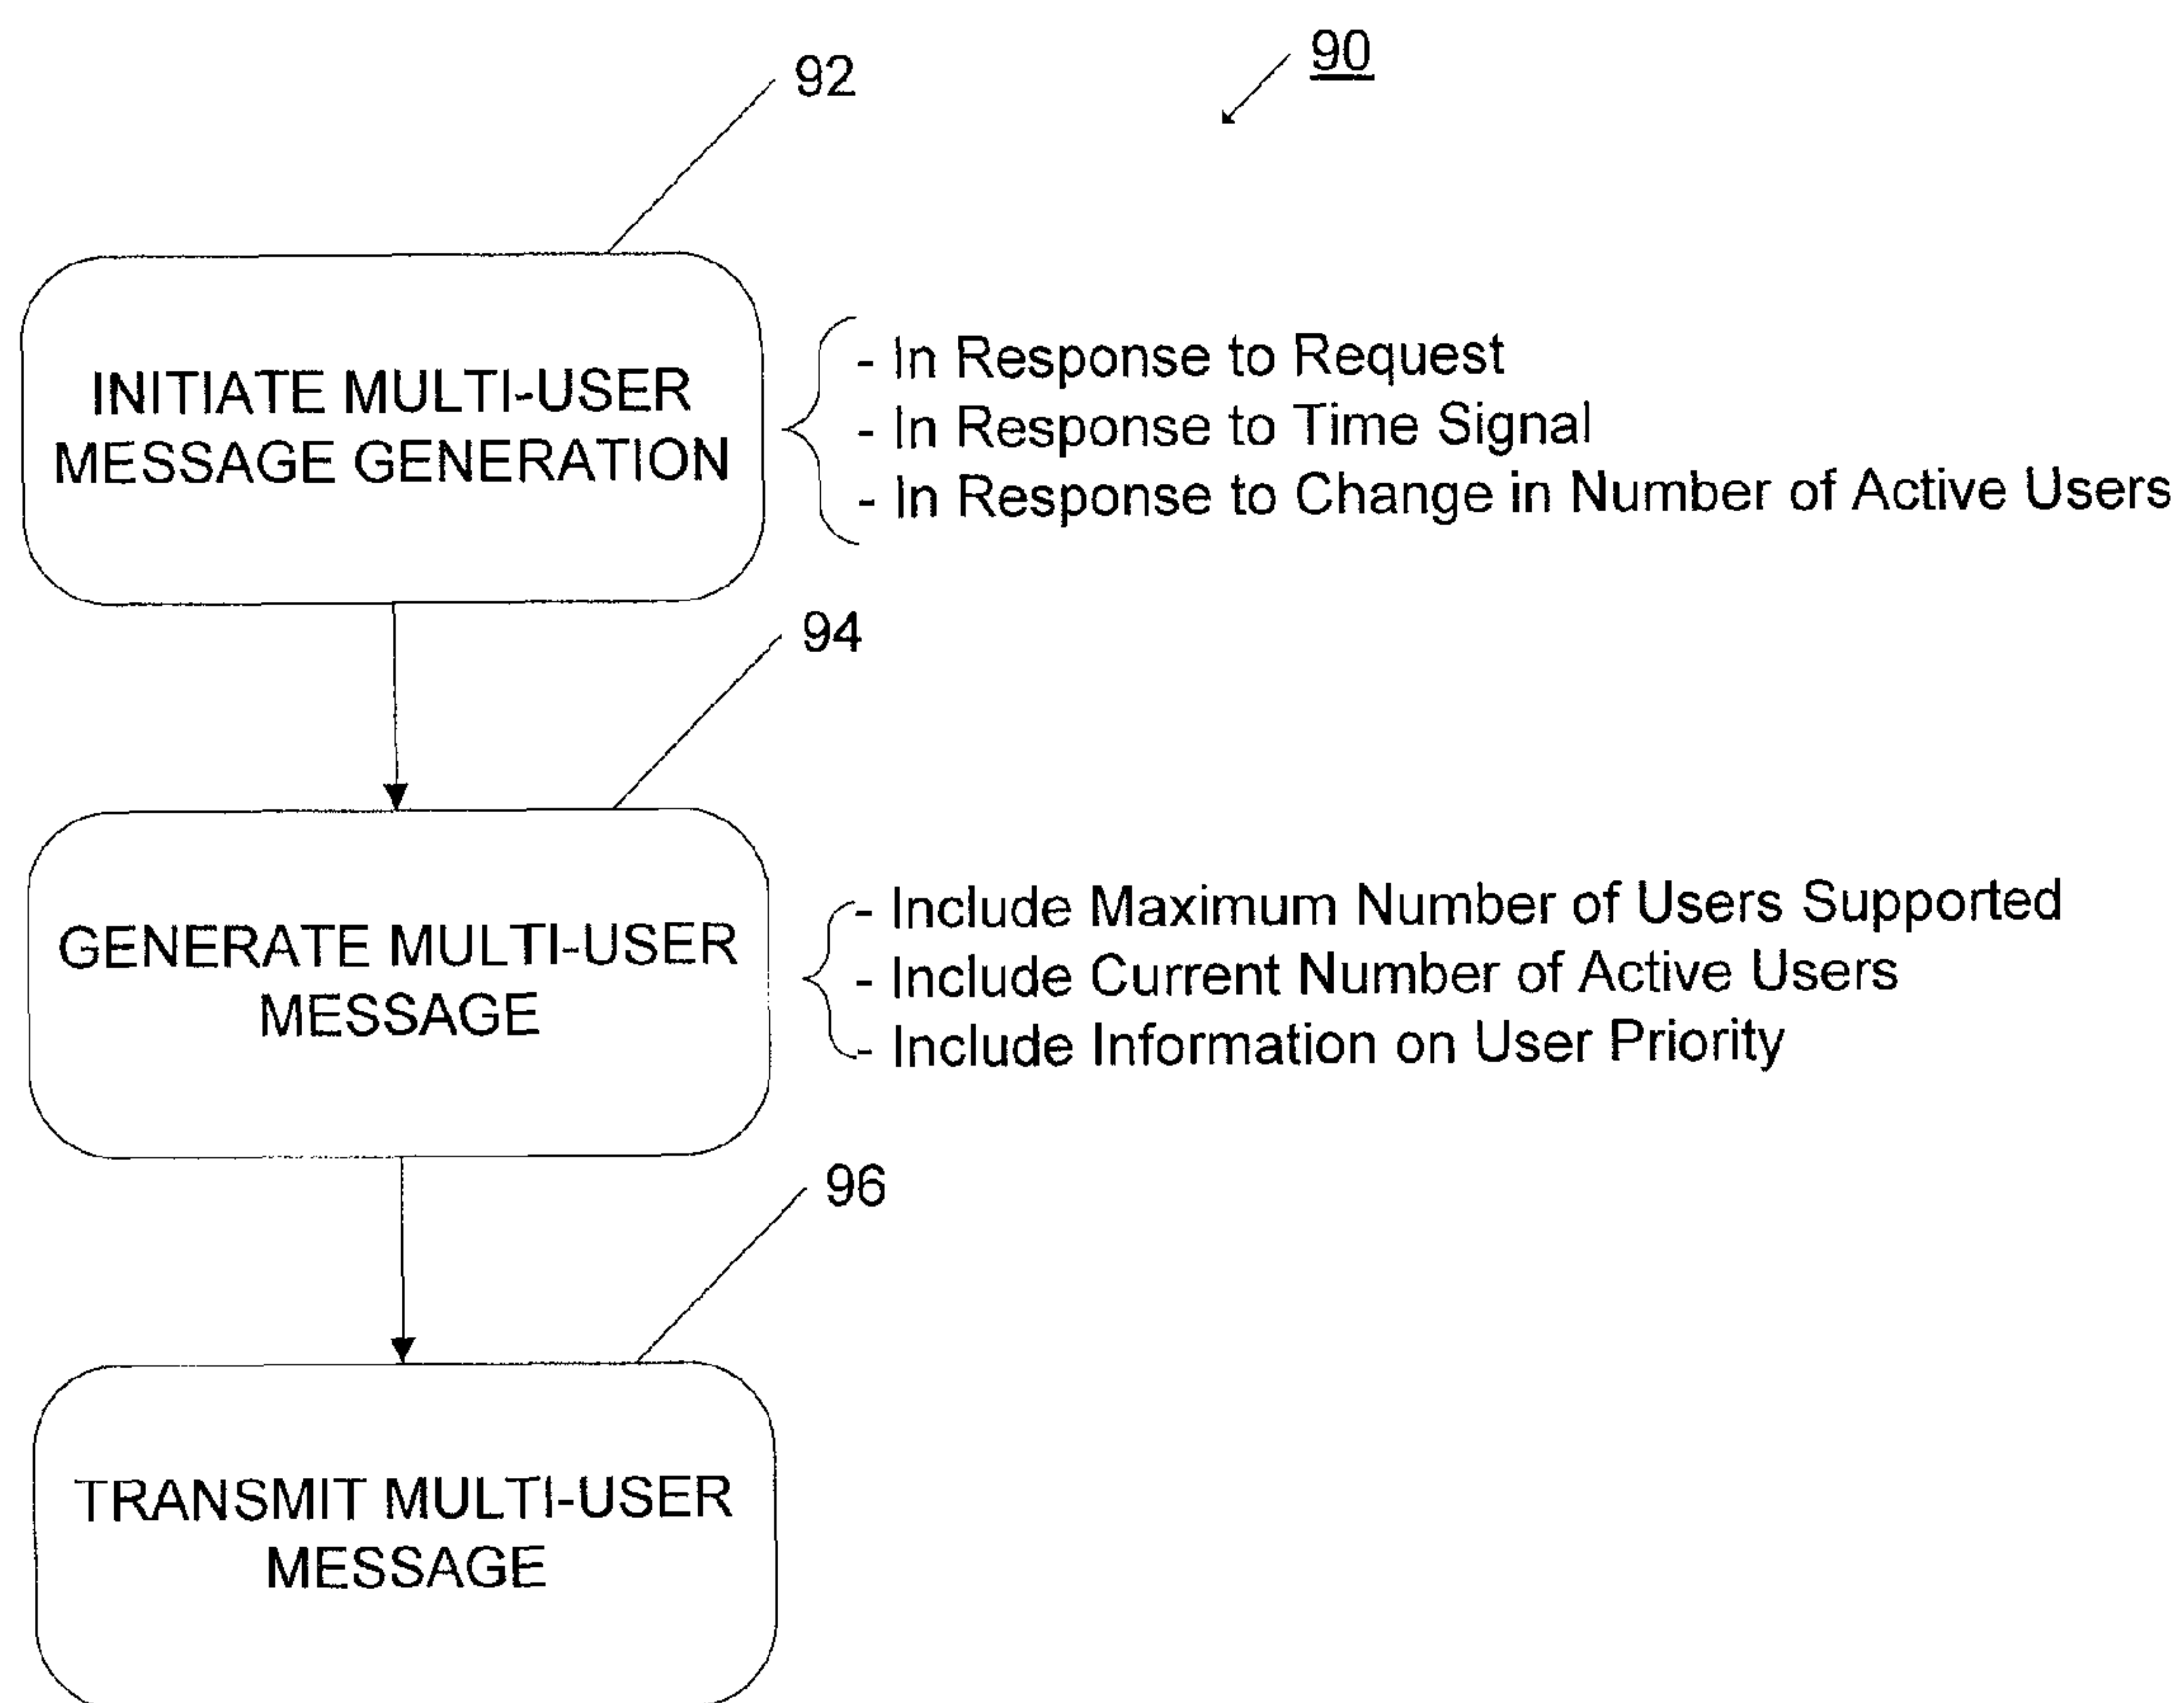 90
92
INITIATE MULTI-USER
MESSAGE GENERATION
- In Response to Request
- In Response to Time Signal
- In Response to Change in Number of Active Users
94
GENERATE MULTI-USER
MESSAGE
- Include Maximum Number of Users Supported
- Include Current Number of Active Users
- Include Information on User Priority
96
TRANSMIT MULTI-USER
MESSAGE